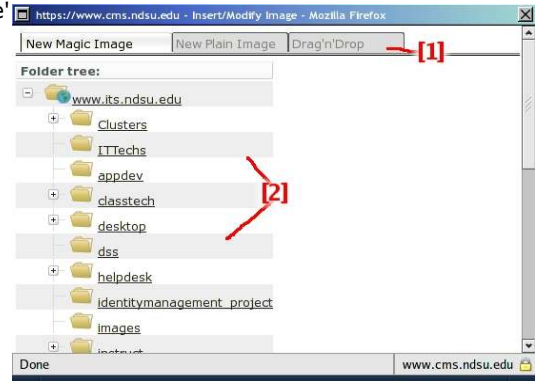 e'
https://www.cms.ndsu.edu - Insert/Modify Image - Mozilla Firefox
New Magic Image New Plain Image Drag'n'Drop
[1]
Folder tree:
www.its.ndsu.edu
Clusters
ITTechs
appdev
[2]
classtech
desktop
dss
helpdesk
identitymanagement_project
images
instruct
Done www.cms.ndsu.edu